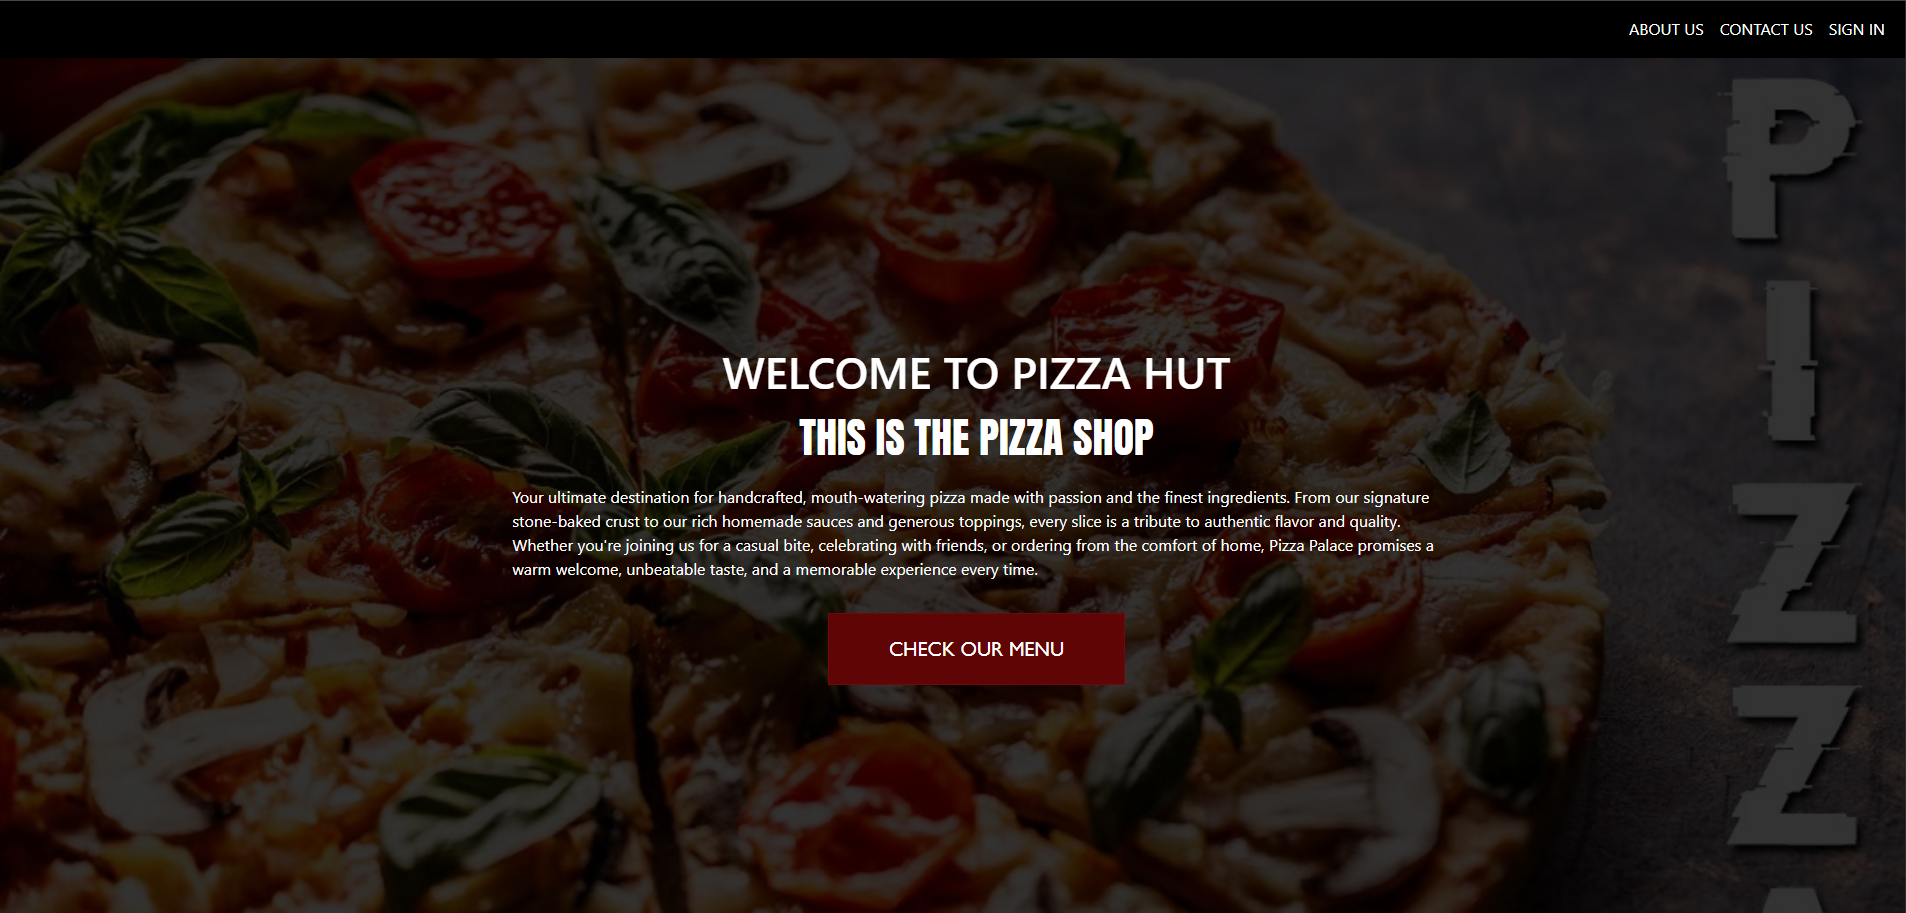 ABOUT US CONTACT US SIGN IN
WELCOME TO PIZZA HUT
THIS IS THE PIZZA SHOP
Your ultimate destination for handcrafted, mouth-watering pizza made with passion and the finest ingredients. From our signature
stone-baked crust to our rich homemade sauces and generous toppings, every slice is a tribute to authentic flavor and quality.
Whether you're joining us for a casual bite, celebrating with friends, or ordering from the comfort of home, Pizza Palace promises a
warm welcome, unbeatable taste, and a memorable experience every time.
CHECK OUR MENU
P
I
Z
Z